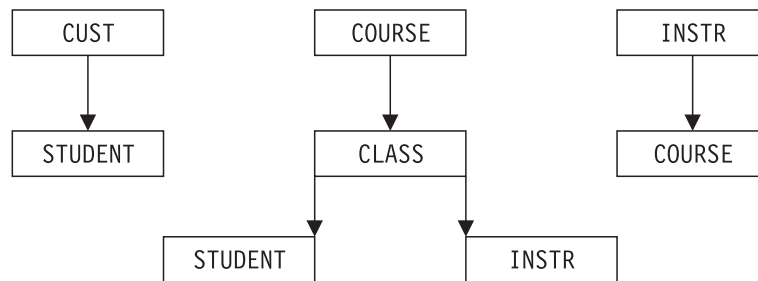 CUST
COURSE
INSTR
STUDENT
CLASS
COURSE
STUDENT
INSTR